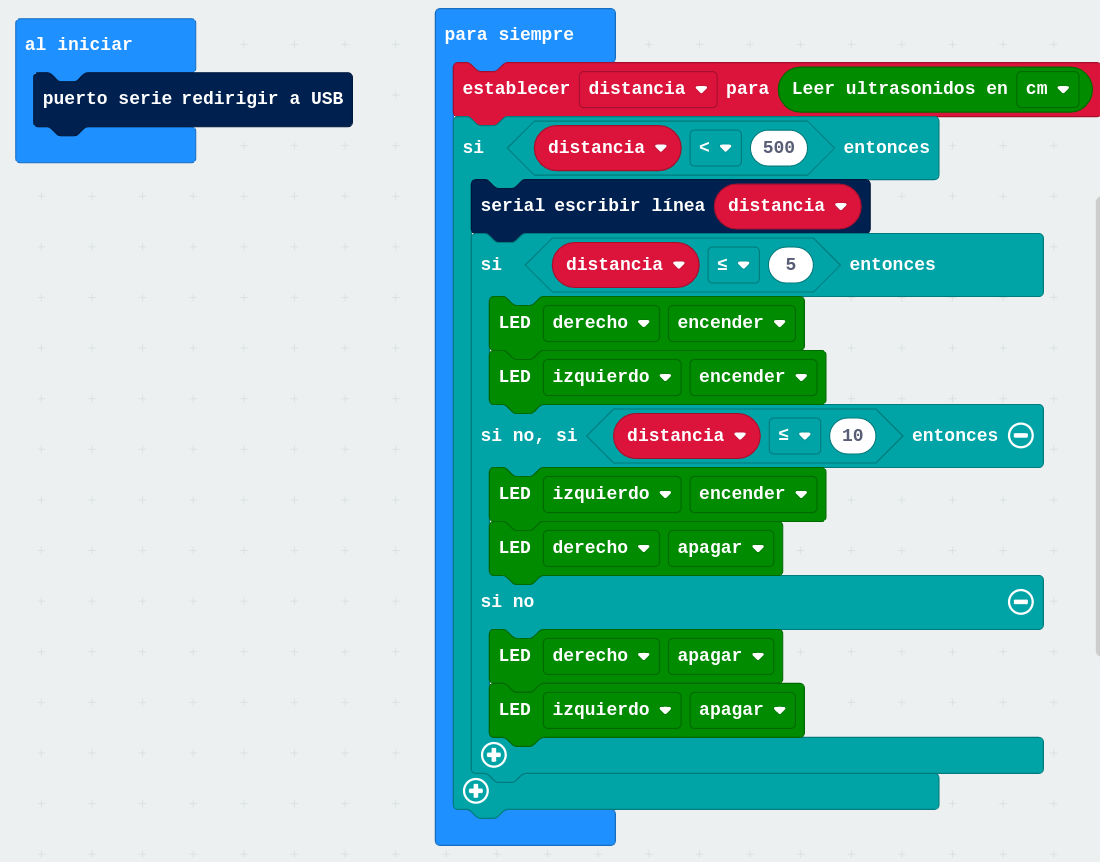 al iniciar
puerto serie redirigir a USB
para siempre
establecer distancia para Leer ultrasonidos en cm
si distancia < 500 entonces
serial escribir línea distancia
si distancia ≤ 5 entonces
LED derecho encender
LED izquierdo encender
si no, si distancia ≤ 10 entonces
LED izquierdo encender
LED derecho apagar
si no
LED derecho apagar
LED izquierdo apagar